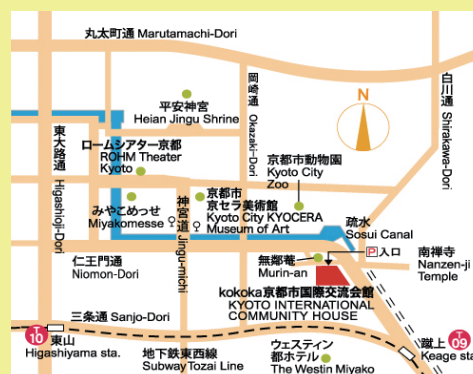 丸太町通 Marutamachi-Dori
岡崎通 Okazaki-Dori
白川通 Shirakawa-Dori
N
平安神宮
Heian Jingu Shrine
東大路通 Higashioji-Dori
ロームシアター京都
ROHM Theater
Kyoto
京都市動物園
Kyoto City
Zoo
みやこめっせ
Miyakomesse
神宮道 Jingu-michi
京都市
京セラ美術館
Kyoto City KYOCERA
Museum of Art
疏水
Sosui Canal
P入口
南禅寺
Nanzen-ji
Temple
仁王門通
Niomon-Dori
無鄰菴
Murin-an
kokoka京都市国際交流会館
KYOTO INTERNATIONAL
COMMUNITY HOUSE
三条通 Sanjo-Dori
T
10
東山
Higashiyama sta.
地下鉄東西線
Subway Tozai Line
ウェスティン
都ホテル
The Westin Miyako
蹴上
Keage sta
T
09